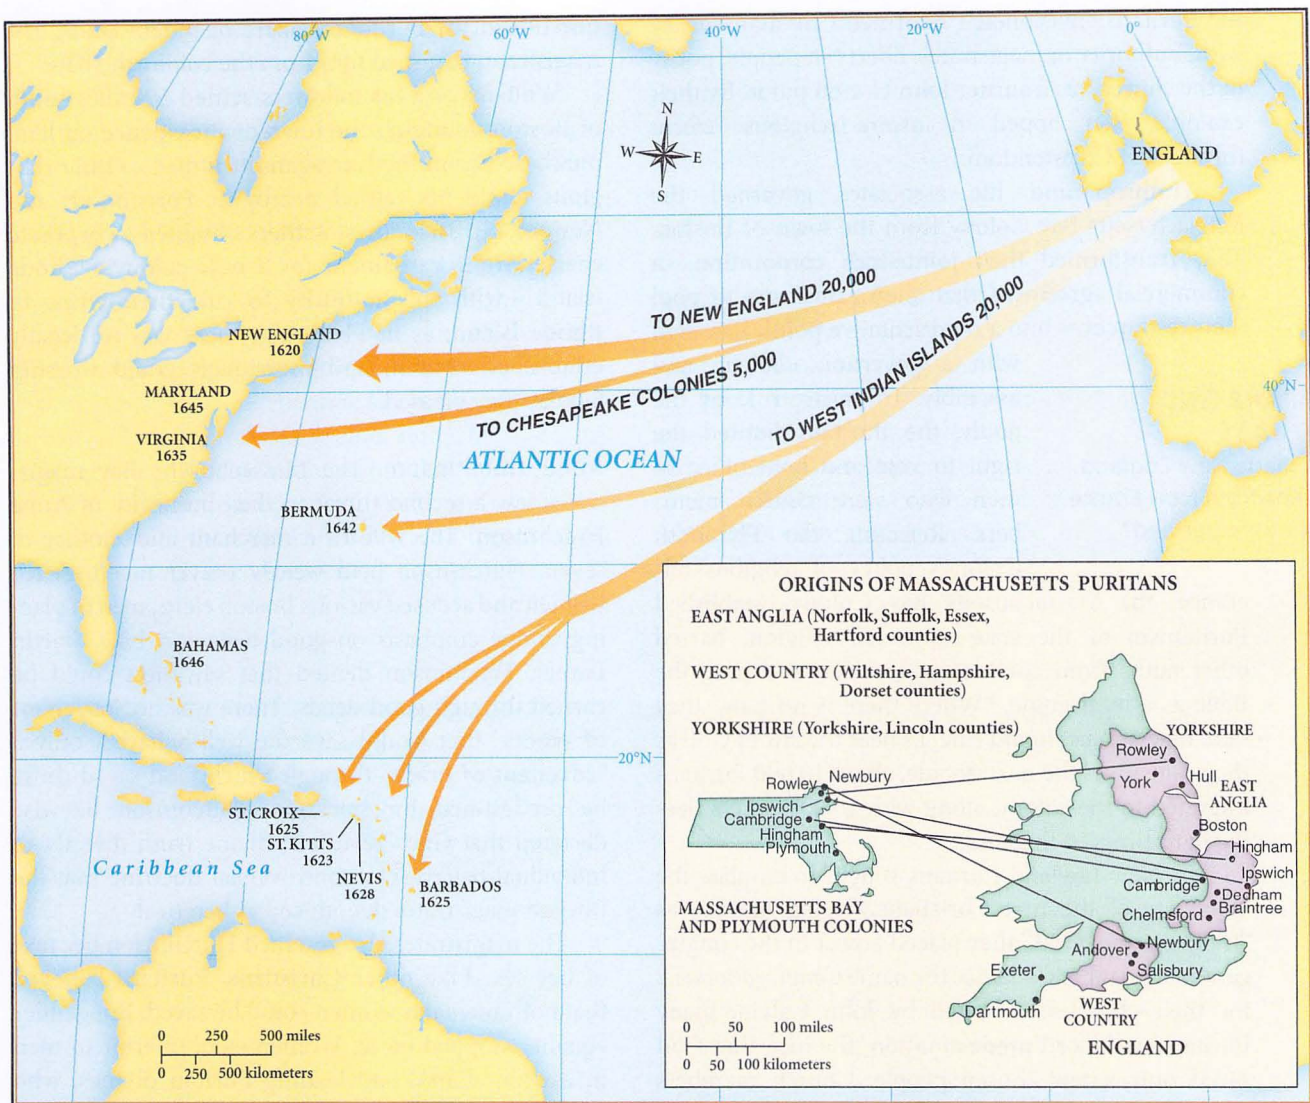 80°W
60°W
40°W
20°W
0°
N
W
E
S
ENGLAND
NEW ENGLAND
1620
MARYLAND
1645
VIRGINIA
1635
TO NEW ENGLAND 20,000
TO CHESAPEAKE COLONIES 5,000
TO WEST INDIAN ISLANDS 20,000
40°N
ATLANTIC OCEAN
BERMUDA
1642
BAHAMAS
1646
20°N
ST. CROIX
1625
ST. KITTS
1623
NEVIS
1628
BARBADOS
1625
Caribbean Sea
0 250 500 miles
0 250 500 kilometers
ORIGINS OF MASSACHUSETTS PURITANS
EAST ANGLIA (Norfolk, Suffolk, Essex,
Hartford counties)
WEST COUNTRY (Wiltshire, Hampshire,
Dorset counties)
YORKSHIRE (Yorkshire, Lincoln counties)
Rowley
Newbury
Ipswich
Cambridge
Hingham
Plymouth
MASSACHUSETTS BAY
AND PLYMOUTH COLONIES
YORKSHIRE
Rowley
York
Hull
EAST
ANGLIA
Boston
Hingham
Ipswich
Cambridge
Dedham
Braintree
Chelmsford
Andover
Newbury
Salisbury
Exeter
Dartmouth
WEST
COUNTRY
ENGLAND
0 50 100 miles
0 50 100 kilometers